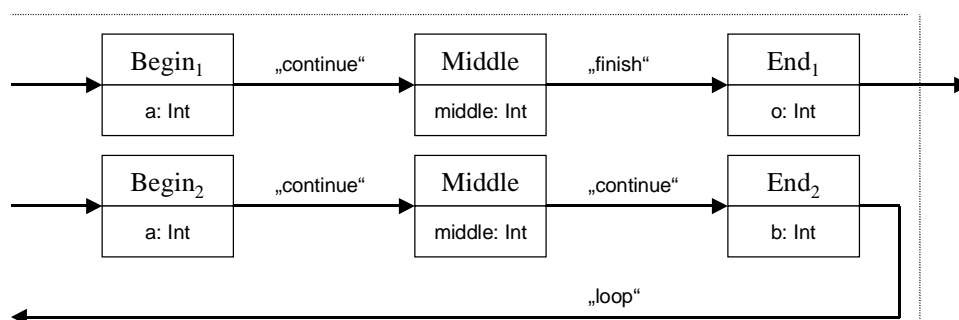 Begin₁ „continue“ Middle „finish“ End₁
a: Int middle: Int o: Int
Begin₂ „continue“ Middle „continue“ End₂
a: Int middle: Int b: Int
„loop“